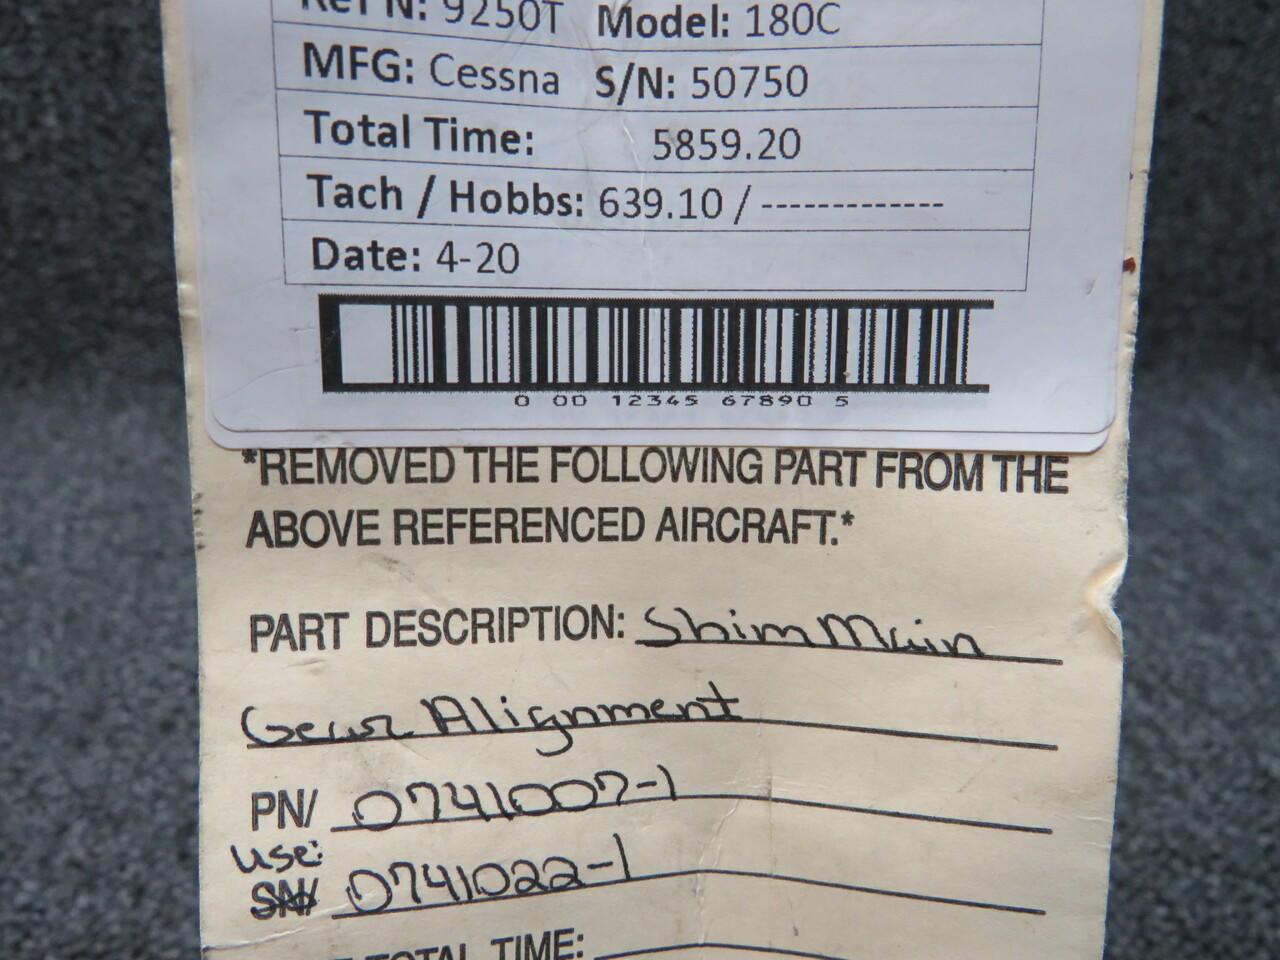 Ref N: 9250T Model: 180C
MFG: Cessna S/N: 50750
Total Time: 5859.20
Tach / Hobbs: 639.10 / -------------
Date: 4-20
0 00 12345 67890 5
*REMOVED THE FOLLOWING PART FROM THE
ABOVE REFERENCED AIRCRAFT.*
PART DESCRIPTION: Shim Main
Gear Alignment
PN/ 0741007-1
use:
SN/ 0741022-1
TOTAL TIME: